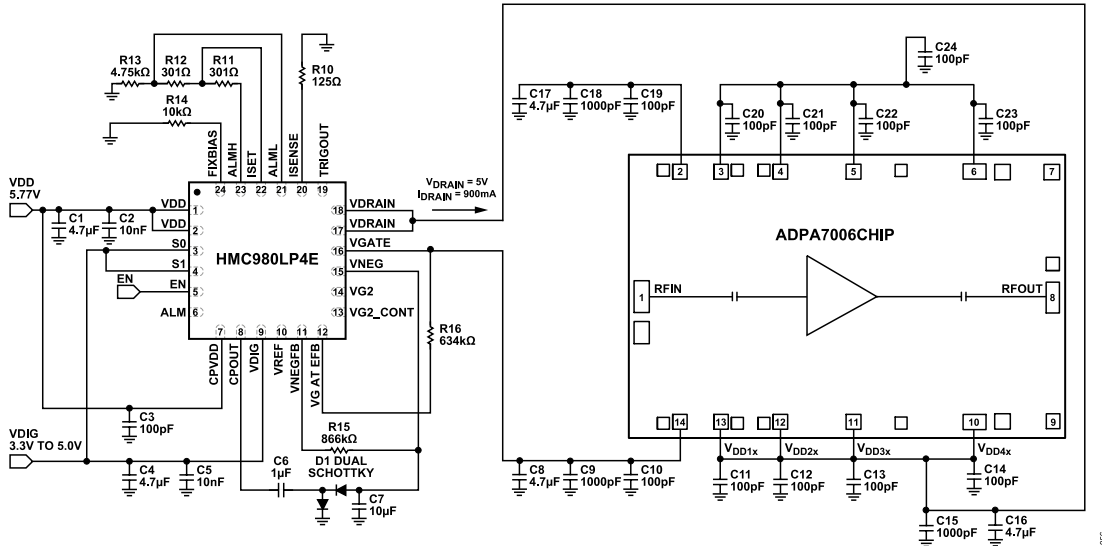 C24
100pF
R13
4.75kΩ
R12
301Ω
R11
301Ω
R10
125Ω
R14
10kΩ
C17
4.7µF
C18
1000pF
C19
100pF
C20
100pF
C21
100pF
C22
100pF
C23
100pF
FIXBIAS
ALMH
ISET
ALML
ISENSE
TRIGOUT
24
23
22
21
20
19
2
3
4
5
6
7
VDD
5.77V
VDRAIN = 5V
IDRAIN = 900mA
C1
4.7µF
C2
10nF
VDD
1
VDD
2
S0
3
S1
4
EN
EN
5
ALM
6
HMC980LP4E
18
VDRAIN
17
VDRAIN
16
VGATE
15
VNEG
14
VG2
13
VG2_CONT
ADPA7006CHIP
1
RFIN
RFOUT
8
R16
634kΩ
7
8
9
10
11
12
CPVDD
CPOUT
VDIG
VREF
VNEGFB
VG AT EFB
C3
100pF
VDIG
3.3V TO 5.0V
R15
866kΩ
D1 DUAL
SCHOTTKY
C4
4.7µF
C5
10nF
C6
1µF
C7
10µF
14
13
12
11
10
9
VDD1x
VDD2x
VDD3x
VDD4x
C8
4.7µF
C9
1000pF
C10
100pF
C11
100pF
C12
100pF
C13
100pF
C14
100pF
C15
1000pF
C16
4.7µF